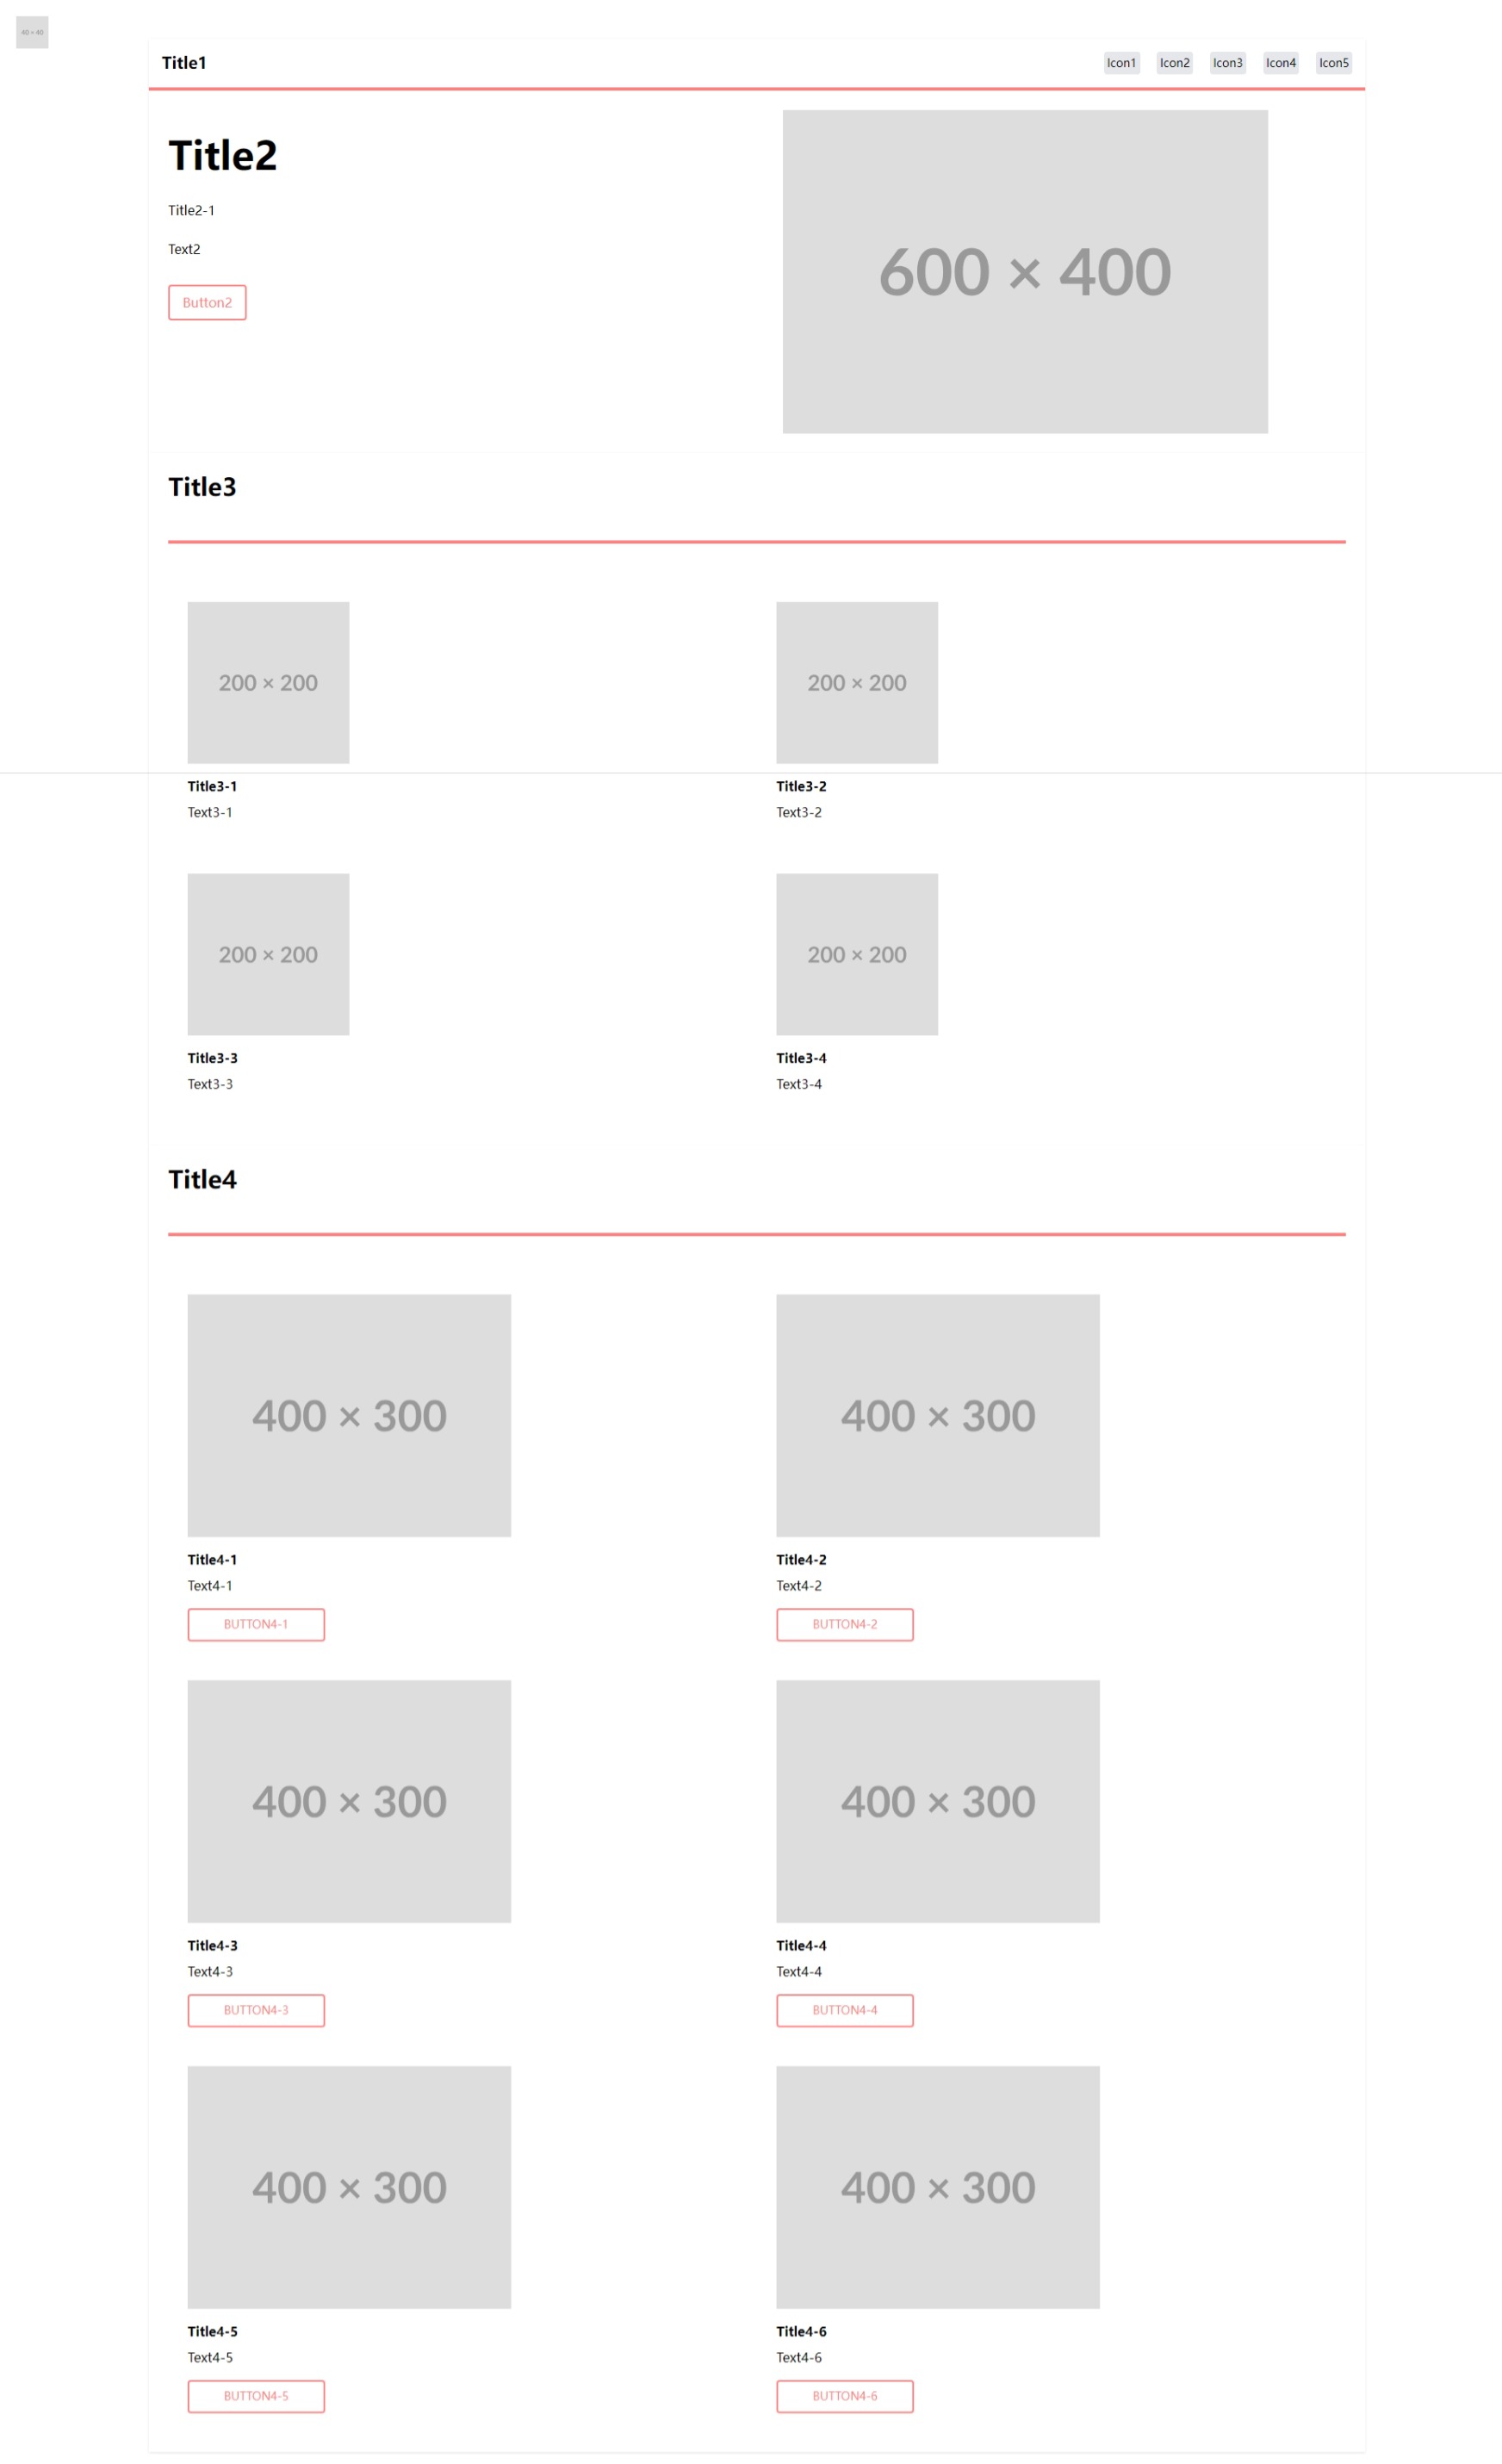 40 × 40
Title1
Icon1 Icon2 Icon3 Icon4 Icon5
Title2
Title2-1
Text2
Button2
600 × 400
Title3
200 × 200 200 × 200
Title3-1 Title3-2
Text3-1 Text3-2
200 × 200 200 × 200
Title3-3 Title3-4
Text3-3 Text3-4
Title4
400 × 300 400 × 300
Title4-1 Title4-2
Text4-1 Text4-2
BUTTON4-1 BUTTON4-2
400 × 300 400 × 300
Title4-3 Title4-4
Text4-3 Text4-4
BUTTON4-3 BUTTON4-4
400 × 300 400 × 300
Title4-5 Title4-6
Text4-5 Text4-6
BUTTON4-5 BUTTON4-6